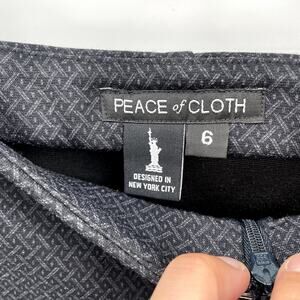 PEACE of CLOTH
6
DESIGNED IN
NEW YORK CITY